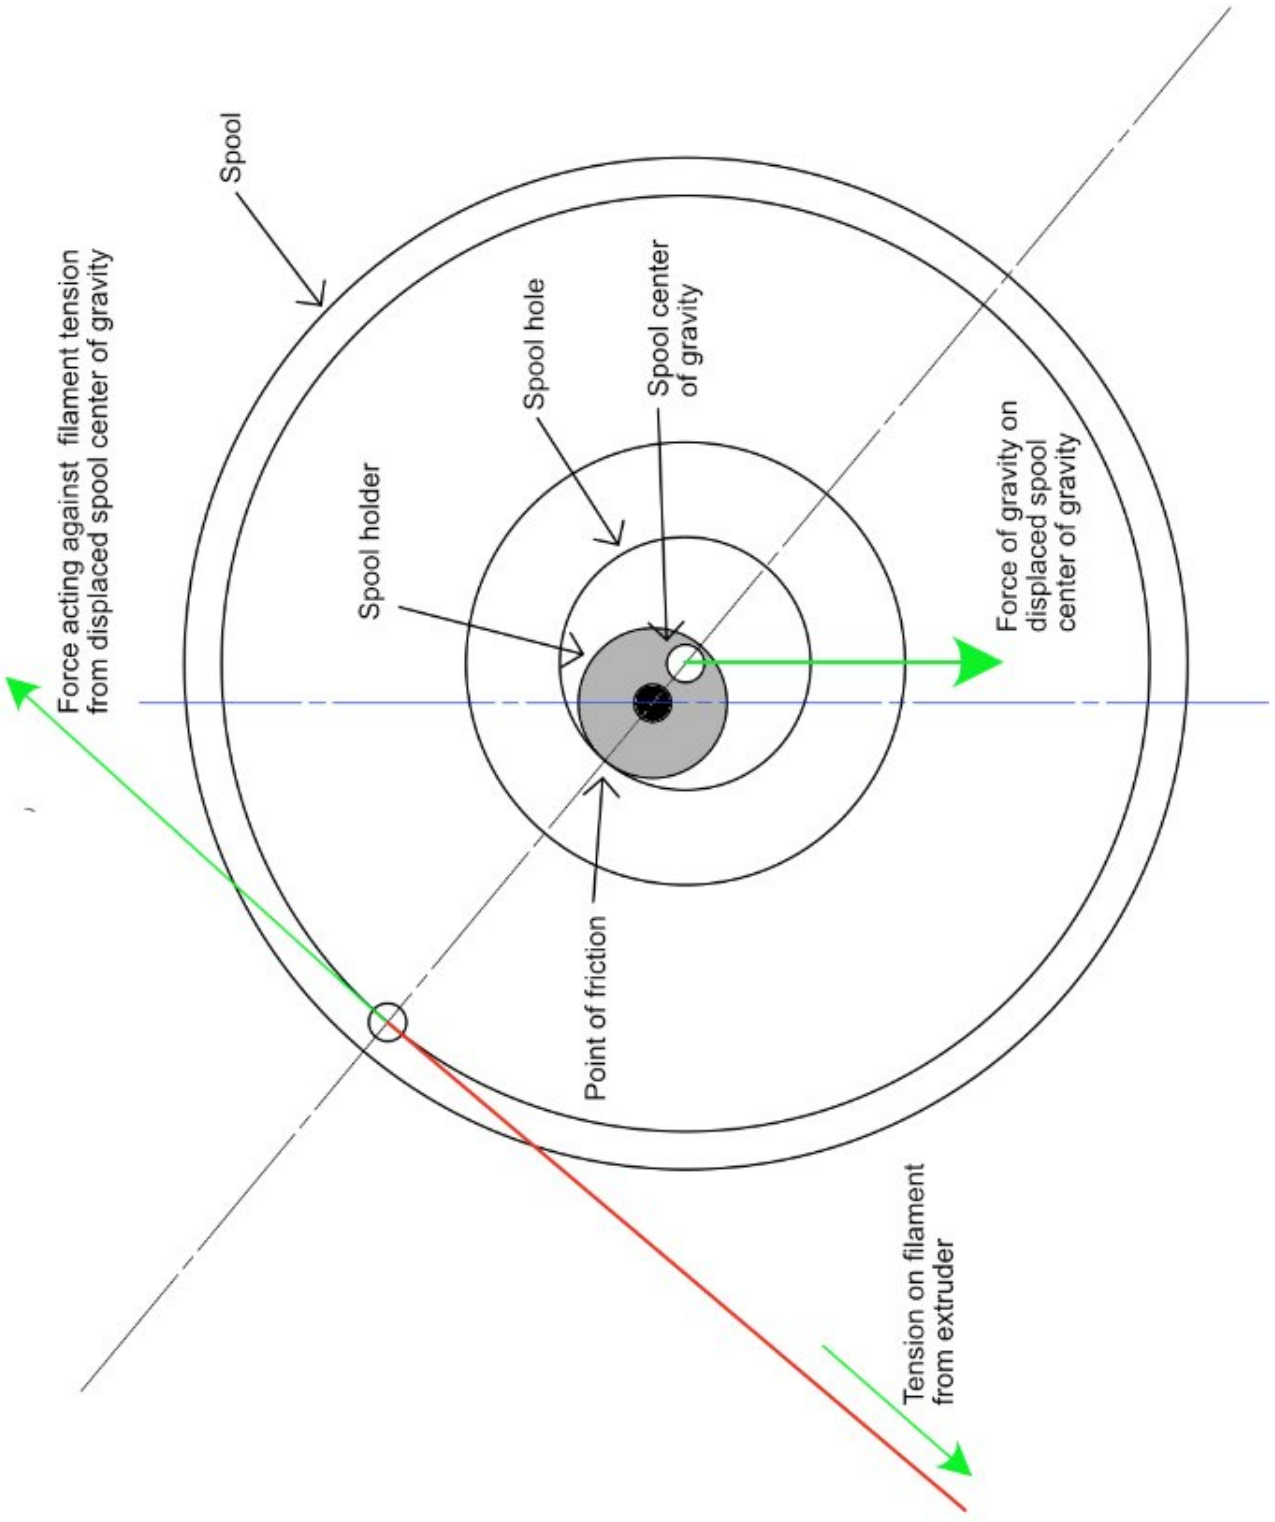 Force acting against  filament tension
from displaced spool center of gravity
Spool
Spool holder
Spool hole
Point of friction
Spool center
of gravity
Tension on filament
from extruder
Force of gravity on
displaced spool
center of gravity